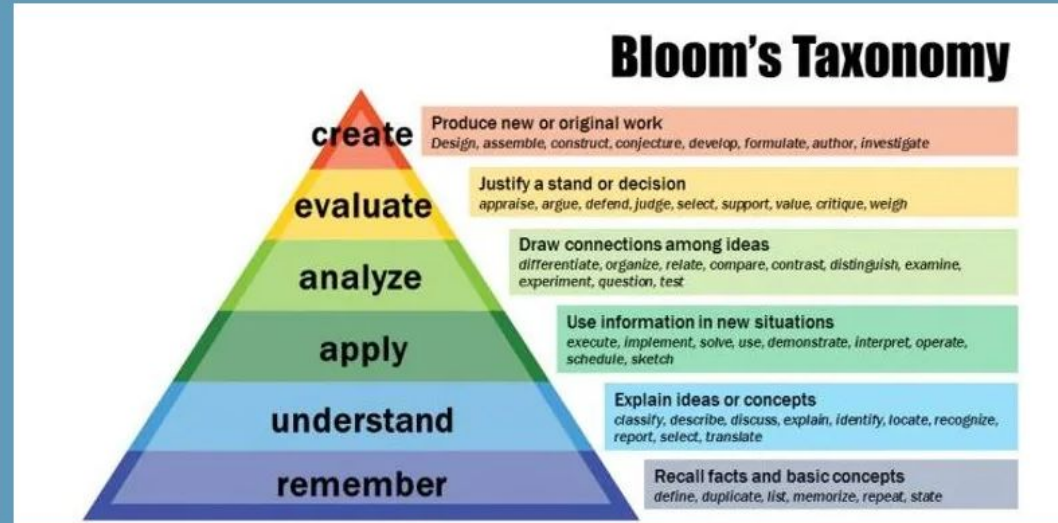 Bloom's Taxonomy
create
Produce new or original work
Design, assemble, construct, conjecture, develop, formulate, author, investigate
evaluate
Justify a stand or decision
appraise, argue, defend, judge, select, support, value, critique, weigh
analyze
Draw connections among ideas
differentiate, organize, relate, compare, contrast, distinguish, examine,
experiment, question, test
apply
Use information in new situations
execute, implement, solve, use, demonstrate, interpret, operate,
schedule, sketch
understand
Explain ideas or concepts
classify, describe, discuss, explain, identify, locate, recognize,
report, select, translate
remember
Recall facts and basic concepts
define, duplicate, list, memorize, repeat, state